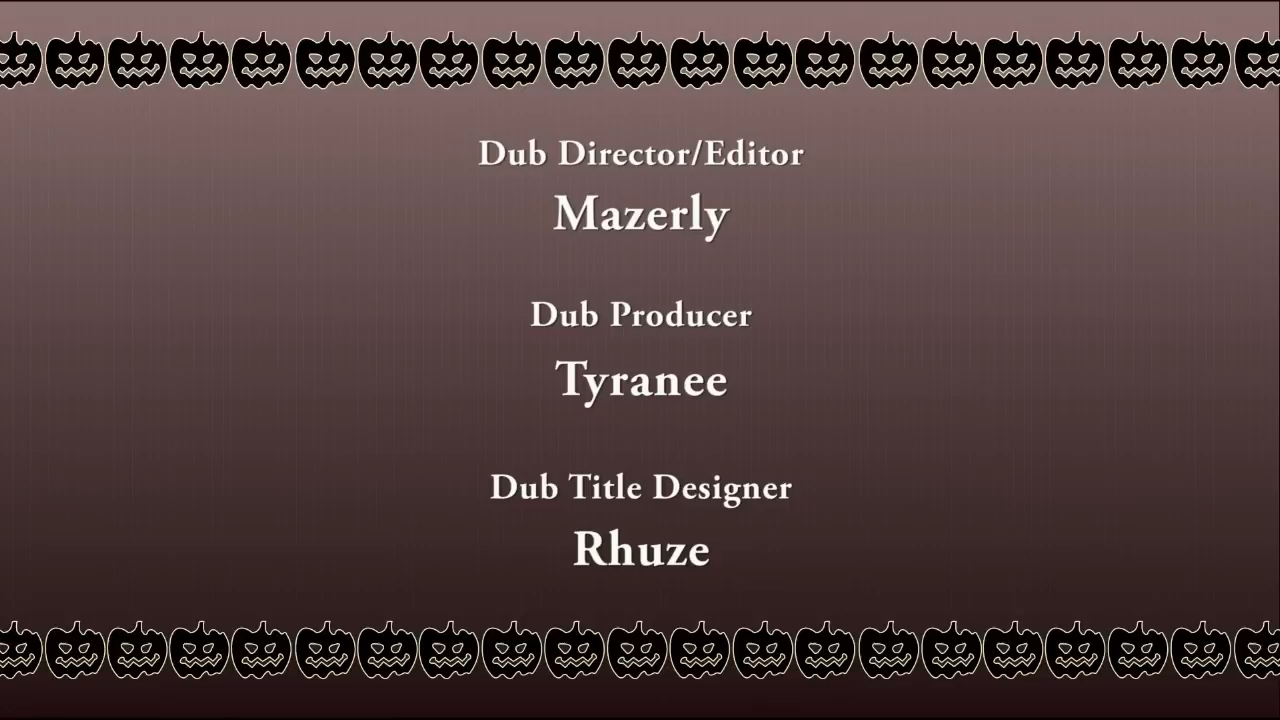 Dub Director/Editor
Mazerly
Dub Producer
Tyranee
Dub Title Designer
Rhuze